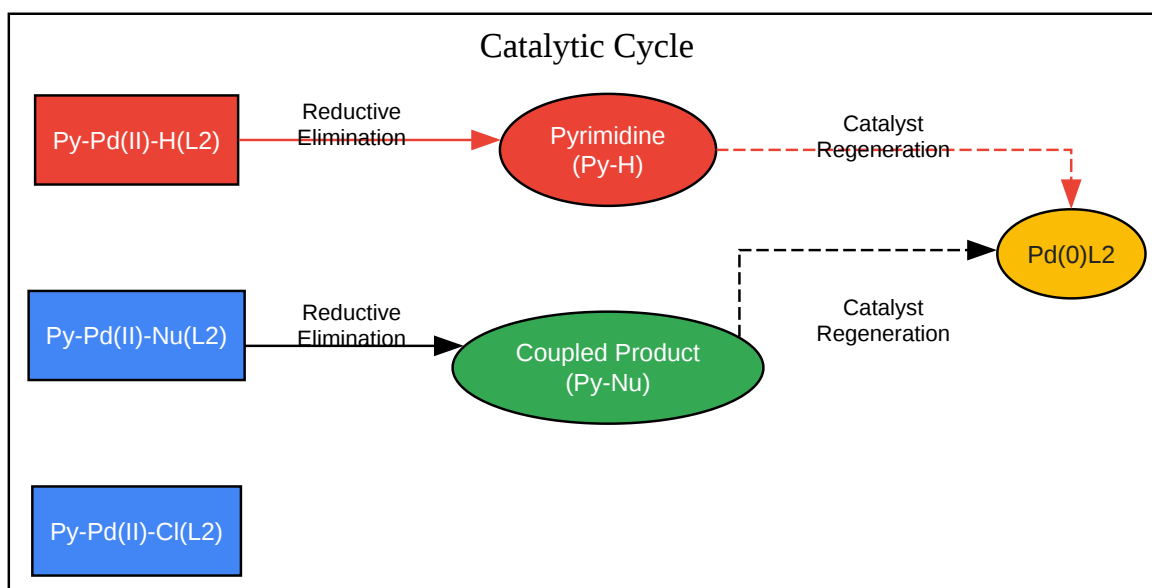 Catalytic Cycle
Py-Pd(II)-H(L2)
Reductive
Elimination
Pyrimidine
(Py-H)
Catalyst
Regeneration
Pd(0)L2
Py-Pd(II)-Nu(L2)
Reductive
Elimination
Coupled Product
(Py-Nu)
Catalyst
Regeneration
Py-Pd(II)-Cl(L2)